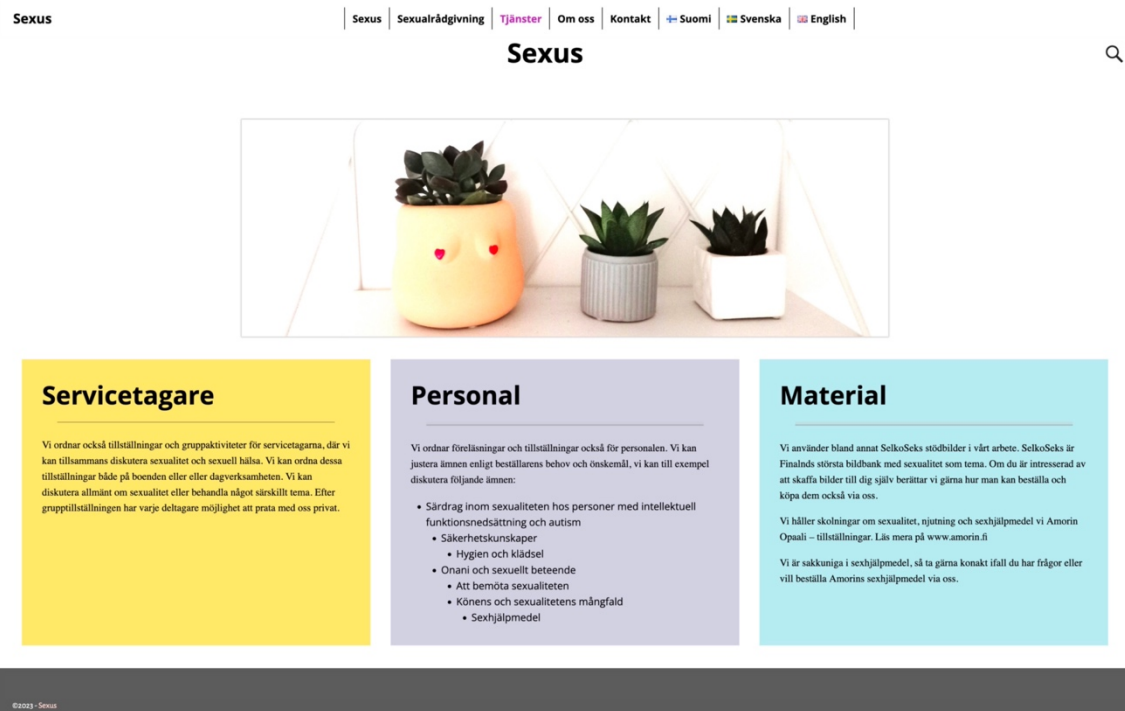 Sexus
Sexus
Sexualrådgivning
Tjänster
Om oss
Kontakt
Suomi
Svenska
English
Sexus
Servicetagare
Vi ordnar också tillställningar och gruppaktiviteter för servicetagarna, där vi
kan tillsammans diskutera sexualitet och sexuell hälsa. Vi kan ordna dessa
tillställningar både på boenden eller eller dagverksamheten. Vi kan
diskutera allmänt om sexualitet eller behandla något särskillt tema. Efter
grupptillställningen har varje deltagare möjlighet att prata med oss privat.
Personal
Vi ordnar föreläsningar och tillställningar också för personalen. Vi kan
justera ämnen enligt beställarens behov och önskemål, vi kan till exempel
diskutera följande ämnen:
• Särdrag inom sexualiteten hos personer med intellektuell
funktionsnedsättning och autism
• Säkerhetskunskaper
• Hygien och klädsel
• Onani och sexuellt beteende
• Att bemöta sexualiteten
• Könens och sexualitetens mångfald
• Sexhjälpmedel
Material
Vi använder bland annat SelkoSeks stödbilder i vårt arbete. SelkoSeks är
Finalnds största bildbank med sexualitet som tema. Om du är intresserad av
att skaffa bilder till dig själv berättar vi gärna hur man kan beställa och
köpa dem också via oss.
Vi håller skolningar om sexualitet, njutning och sexhjälpmedel vi Amorin
Opaali – tillställningar. Läs mera på www.amorin.fi
Vi är sakkuniga i sexhjälpmedel, så ta gärna konakt ifall du har frågor eller
vill beställa Amorins sexhjälpmedel via oss.
©2023 - Sexus